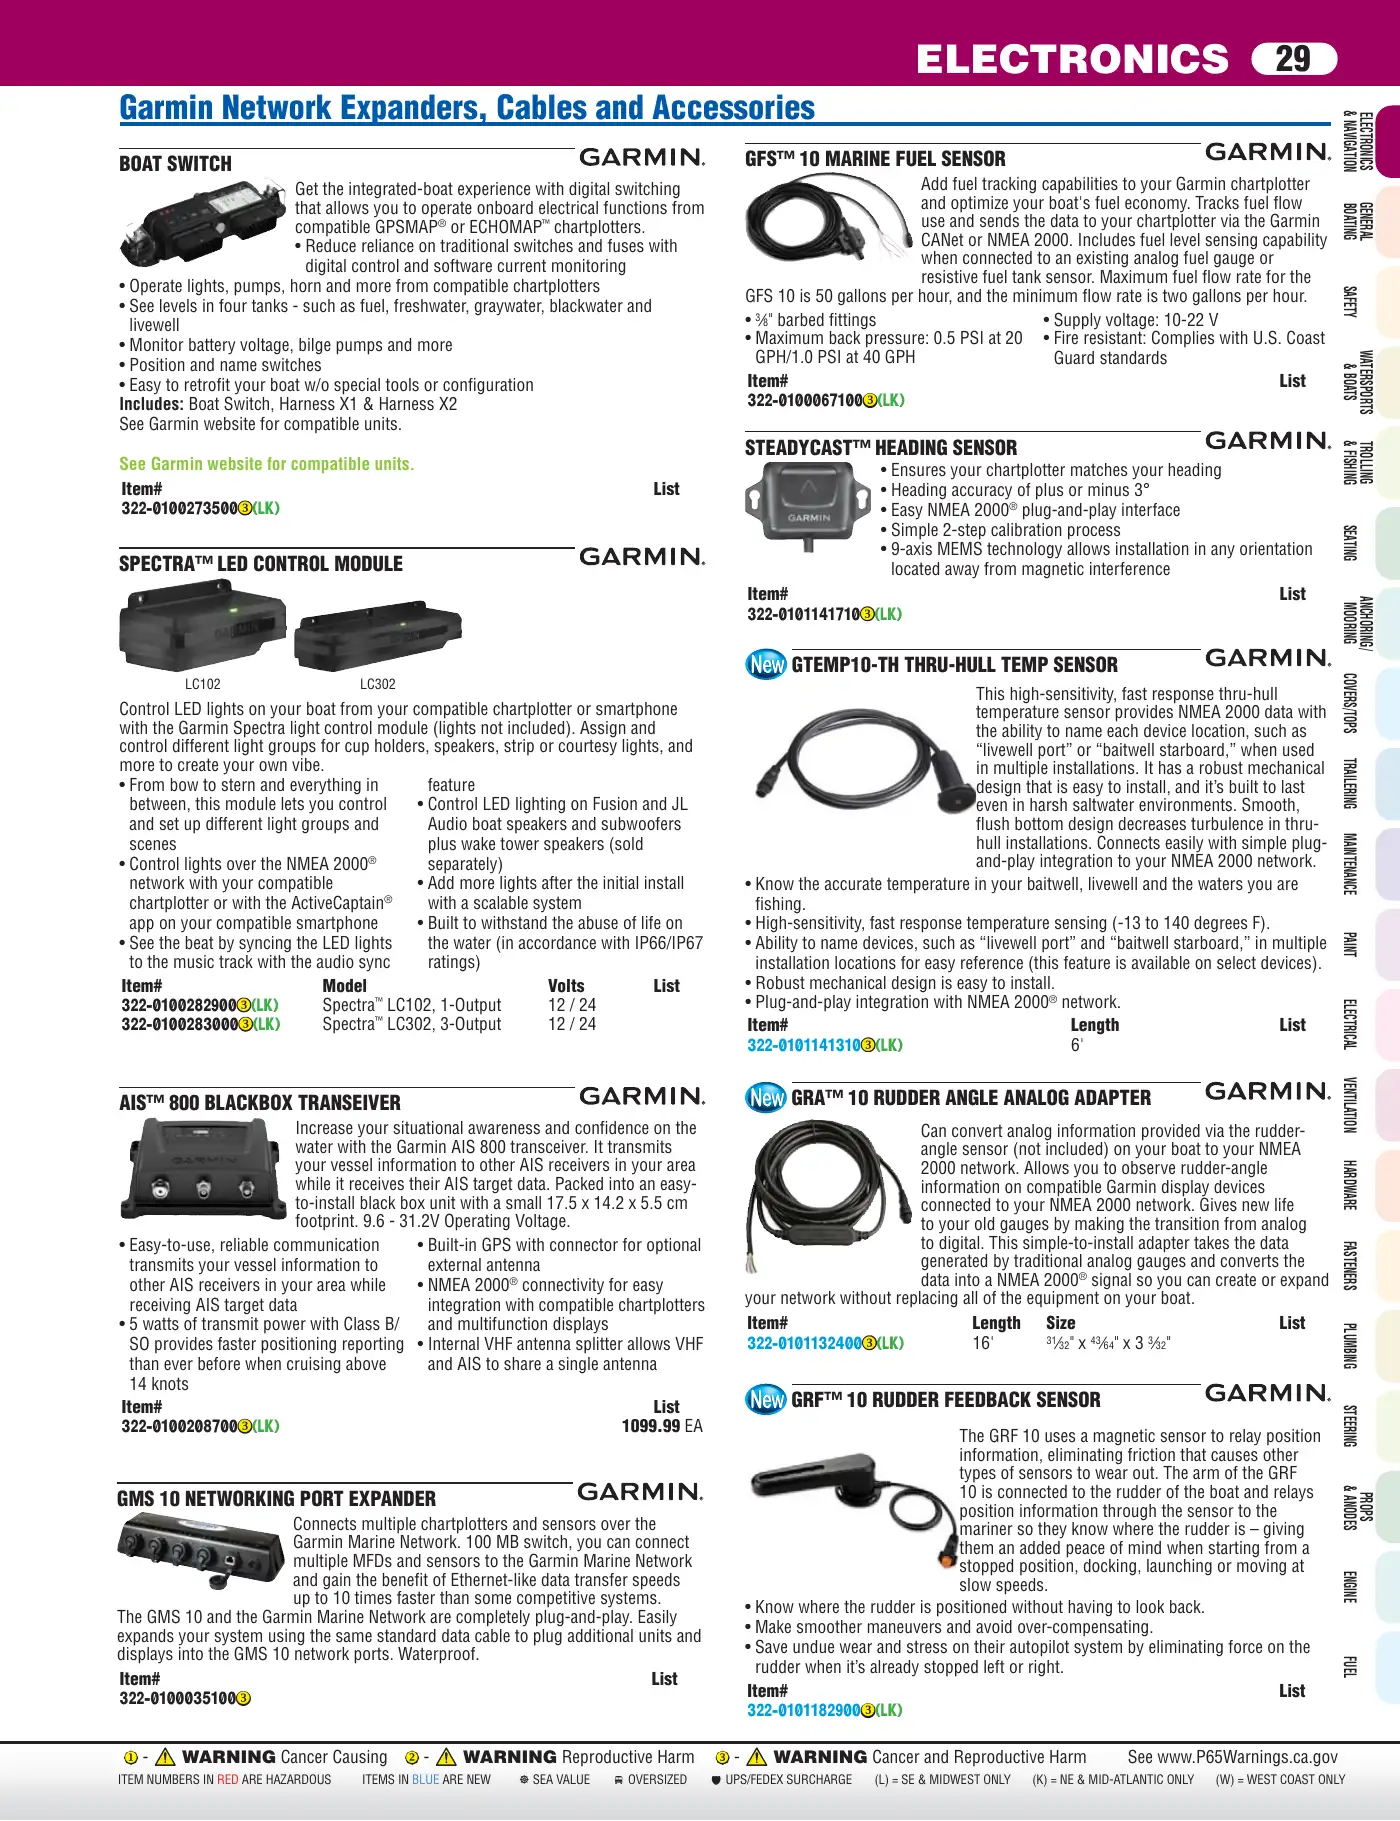 ELECTRONICS 29
Garmin Network Expanders, Cables and Accessories
BOAT SWITCH
GARMIN.
Get the integrated-boat experience with digital switching
that allows you to operate onboard electrical functions from
compatible GPSMAP® or ECHOMAP™ chartplotters.
• Reduce reliance on traditional switches and fuses with
digital control and software current monitoring
• Operate lights, pumps, horn and more from compatible chartplotters
• See levels in four tanks - such as fuel, freshwater, graywater, blackwater and
livewell
• Monitor battery voltage, bilge pumps and more
• Position and name switches
• Easy to retrofit your boat w/o special tools or configuration
Includes: Boat Switch, Harness X1 & Harness X2
See Garmin website for compatible units.
See Garmin website for compatible units.
Item# List
322-0100273500 3 (LK)
SPECTRA™ LED CONTROL MODULE
GARMIN.
GARMIN
LC102 LC302
Control LED lights on your boat from your compatible chartplotter or smartphone
with the Garmin Spectra light control module (lights not included). Assign and
control different light groups for cup holders, speakers, strip or courtesy lights, and
more to create your own vibe.
• From bow to stern and everything in
between, this module lets you control
and set up different light groups and
scenes
• Control lights over the NMEA 2000®
network with your compatible
chartplotter or with the ActiveCaptain®
app on your compatible smartphone
• See the beat by syncing the LED lights
to the music track with the audio sync
feature
• Control LED lighting on Fusion and JL
Audio boat speakers and subwoofers
plus wake tower speakers (sold
separately)
• Add more lights after the initial install
with a scalable system
• Built to withstand the abuse of life on
the water (in accordance with IP66/IP67
ratings)
Item# Model Volts List
322-0100282900 3 (LK) Spectra™ LC102, 1-Output 12 / 24
322-0100283000 3 (LK) Spectra™ LC302, 3-Output 12 / 24
AIS™ 800 BLACKBOX TRANSEIVER
GARMIN.
GARMIN
Increase your situational awareness and confidence on the
water with the Garmin AIS 800 transceiver. It transmits
your vessel information to other AIS receivers in your area
while it receives their AIS target data. Packed into an easy-
to-install black box unit with a small 17.5 x 14.2 x 5.5 cm
footprint. 9.6 - 31.2V Operating Voltage.
• Easy-to-use, reliable communication
transmits your vessel information to
other AIS receivers in your area while
receiving AIS target data
• 5 watts of transmit power with Class B/
SO provides faster positioning reporting
than ever before when cruising above
14 knots
• Built-in GPS with connector for optional
external antenna
• NMEA 2000® connectivity for easy
integration with compatible chartplotters
and multifunction displays
• Internal VHF antenna splitter allows VHF
and AIS to share a single antenna
Item# List
322-0100208700 3 (LK) 1099.99 EA
GMS 10 NETWORKING PORT EXPANDER
GARMIN.
Connects multiple chartplotters and sensors over the
Garmin Marine Network. 100 MB switch, you can connect
multiple MFDs and sensors to the Garmin Marine Network
and gain the benefit of Ethernet-like data transfer speeds
up to 10 times faster than some competitive systems.
The GMS 10 and the Garmin Marine Network are completely plug-and-play. Easily
expands your system using the same standard data cable to plug additional units and
displays into the GMS 10 network ports. Waterproof.
Item# List
322-0100035100 3
GFS™ 10 MARINE FUEL SENSOR
GARMIN.
Add fuel tracking capabilities to your Garmin chartplotter
and optimize your boat's fuel economy. Tracks fuel flow
use and sends the data to your chartplotter via the Garmin
CANet or NMEA 2000. Includes fuel level sensing capability
when connected to an existing analog fuel gauge or
resistive fuel tank sensor. Maximum fuel flow rate for the
GFS 10 is 50 gallons per hour, and the minimum flow rate is two gallons per hour.
• ⅜" barbed fittings
• Maximum back pressure: 0.5 PSI at 20
GPH/1.0 PSI at 40 GPH
• Supply voltage: 10-22 V
• Fire resistant: Complies with U.S. Coast
Guard standards
Item# List
322-0100067100 3 (LK)
STEADYCAST™ HEADING SENSOR
GARMIN.
GARMIN
• Ensures your chartplotter matches your heading
• Heading accuracy of plus or minus 3°
• Easy NMEA 2000® plug-and-play interface
• Simple 2-step calibration process
• 9-axis MEMS technology allows installation in any orientation
located away from magnetic interference
Item# List
322-0101141710 3 (LK)
New GTEMP10-TH THRU-HULL TEMP SENSOR
GARMIN.
This high-sensitivity, fast response thru-hull
temperature sensor provides NMEA 2000 data with
the ability to name each device location, such as
“livewell port” or “baitwell starboard,” when used
in multiple installations. It has a robust mechanical
design that is easy to install, and it’s built to last
even in harsh saltwater environments. Smooth,
flush bottom design decreases turbulence in thru-
hull installations. Connects easily with simple plug-
and-play integration to your NMEA 2000 network.
• Know the accurate temperature in your baitwell, livewell and the waters you are
fishing.
• High-sensitivity, fast response temperature sensing (-13 to 140 degrees F).
• Ability to name devices, such as “livewell port” and “baitwell starboard,” in multiple
installation locations for easy reference (this feature is available on select devices).
• Robust mechanical design is easy to install.
• Plug-and-play integration with NMEA 2000® network.
Item# Length List
322-0101141310 3 (LK) 6'
New GRA™ 10 RUDDER ANGLE ANALOG ADAPTER
GARMIN.
Can convert analog information provided via the rudder-
angle sensor (not included) on your boat to your NMEA
2000 network. Allows you to observe rudder-angle
information on compatible Garmin display devices
connected to your NMEA 2000 network. Gives new life
to your old gauges by making the transition from analog
to digital. This simple-to-install adapter takes the data
generated by traditional analog gauges and converts the
data into a NMEA 2000® signal so you can create or expand
your network without replacing all of the equipment on your boat.
Item# Length Size List
322-0101132400 3 (LK) 16' 31⁄32" x 43⁄64" x 3 3⁄32"
New GRF™ 10 RUDDER FEEDBACK SENSOR
GARMIN.
The GRF 10 uses a magnetic sensor to relay position
information, eliminating friction that causes other
types of sensors to wear out. The arm of the GRF
10 is connected to the rudder of the boat and relays
position information through the sensor to the
mariner so they know where the rudder is – giving
them an added peace of mind when starting from a
stopped position, docking, launching or moving at
slow speeds.
• Know where the rudder is positioned without having to look back.
• Make smoother maneuvers and avoid over-compensating.
• Save undue wear and stress on their autopilot system by eliminating force on the
rudder when it’s already stopped left or right.
Item# List
322-0101182900 3 (LK)
ELECTRONICS
& NAVIGATION
GENERAL
BOATING
SAFETY
WATERSPORTS
& BOATS
TROLLING
& FISHING
SEATING
ANCHORING/
MOORING
COVERS/TOPS
TRAILERING
MAINTENANCE
PAINT
ELECTRICAL
VENTILATION
HARDWARE
FASTENERS
PLUMBING
STEERING
PROPS
& ANODES
ENGINE
FUEL
1 - WARNING Cancer Causing 2 - WARNING Reproductive Harm 3 - WARNING Cancer and Reproductive Harm See www.P65Warnings.ca.gov
ITEM NUMBERS IN RED ARE HAZARDOUS ITEMS IN BLUE ARE NEW SEA VALUE OVERSIZED UPS/FEDEX SURCHARGE (L) = SE & MIDWEST ONLY (K) = NE & MID-ATLANTIC ONLY (W) = WEST COAST ONLY